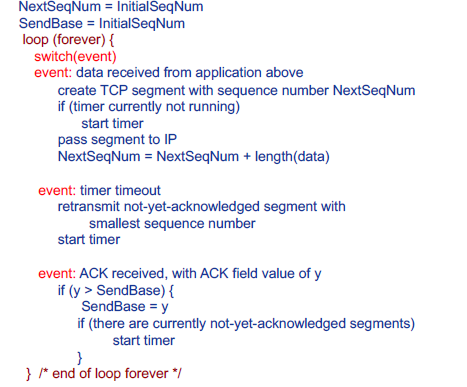 NextSeqNum = InitialSeqNum
SendBase = InitialSeqNum
loop (forever) {
switch(event)
event: data received from application above
create TCP segment with sequence number NextSeqNum
if (timer currently not running)
start timer
pass segment to IP
NextSeqNum = NextSeqNum + length(data)
event: timer timeout
retransmit not-yet-acknowledged segment with
smallest sequence number
start timer
event: ACK received, with ACK field value of y
if (y > SendBase) {
SendBase = y
if (there are currently not-yet-acknowledged segments)
start timer
}
} /* end of loop forever */